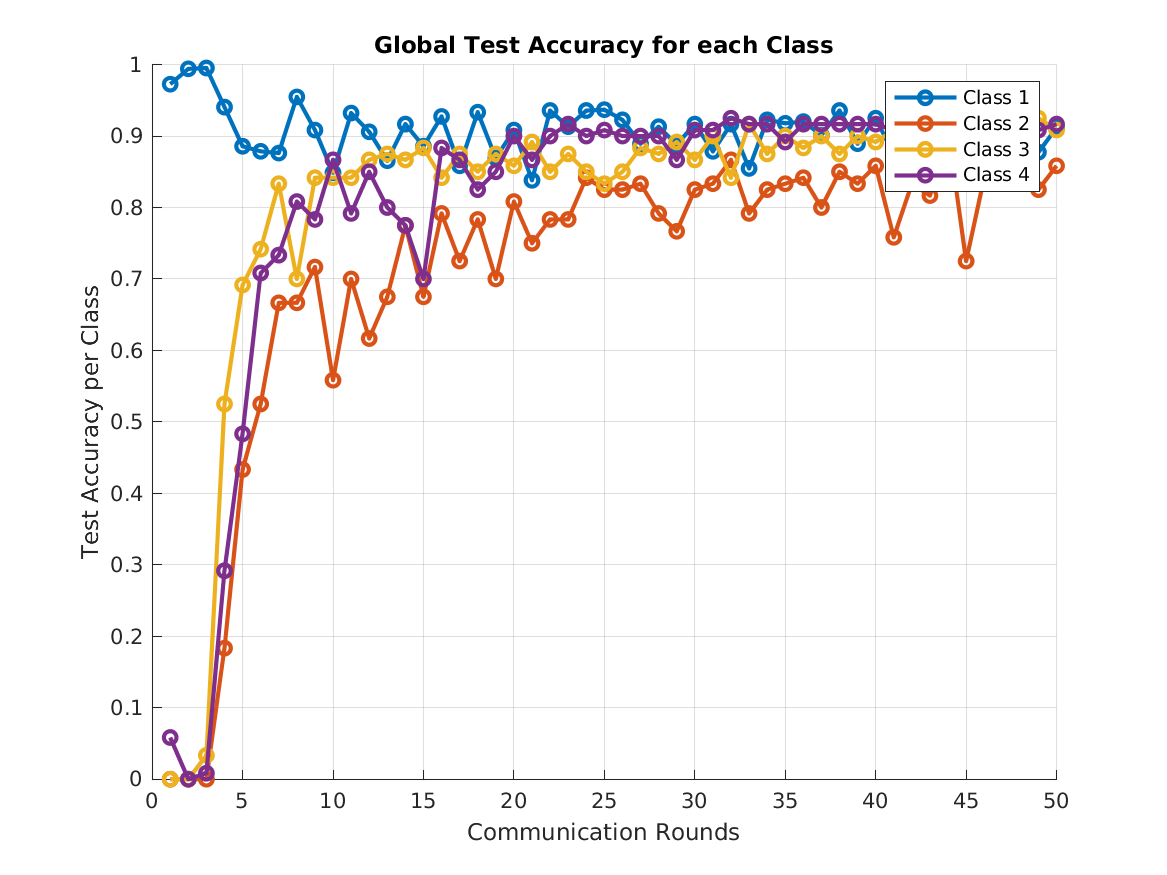 Global Test Accuracy for each Class
Test Accuracy per Class
1
0.9
0.8
0.7
0.6
0.5
0.4
0.3
0.2
0.1
0
Class 1
Class 2
Class 3
Class 4
0 5 10 15 20 25 30 35 40 45 50
Communication Rounds